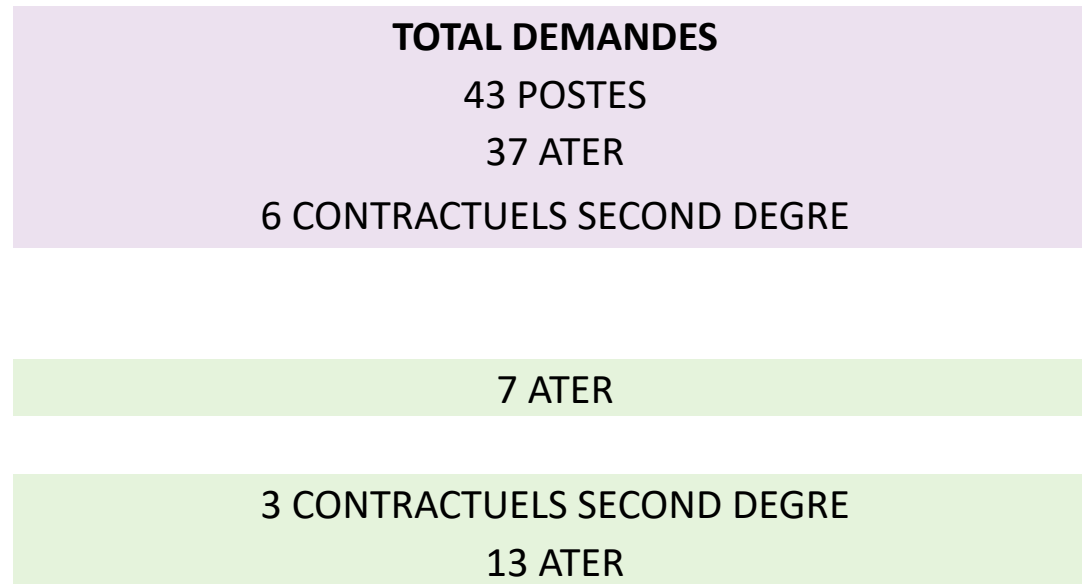 TOTAL DEMANDES
43 POSTES
37 ATER
6 CONTRACTUELS SECOND DEGRE
7 ATER
3 CONTRACTUELS SECOND DEGRE
13 ATER